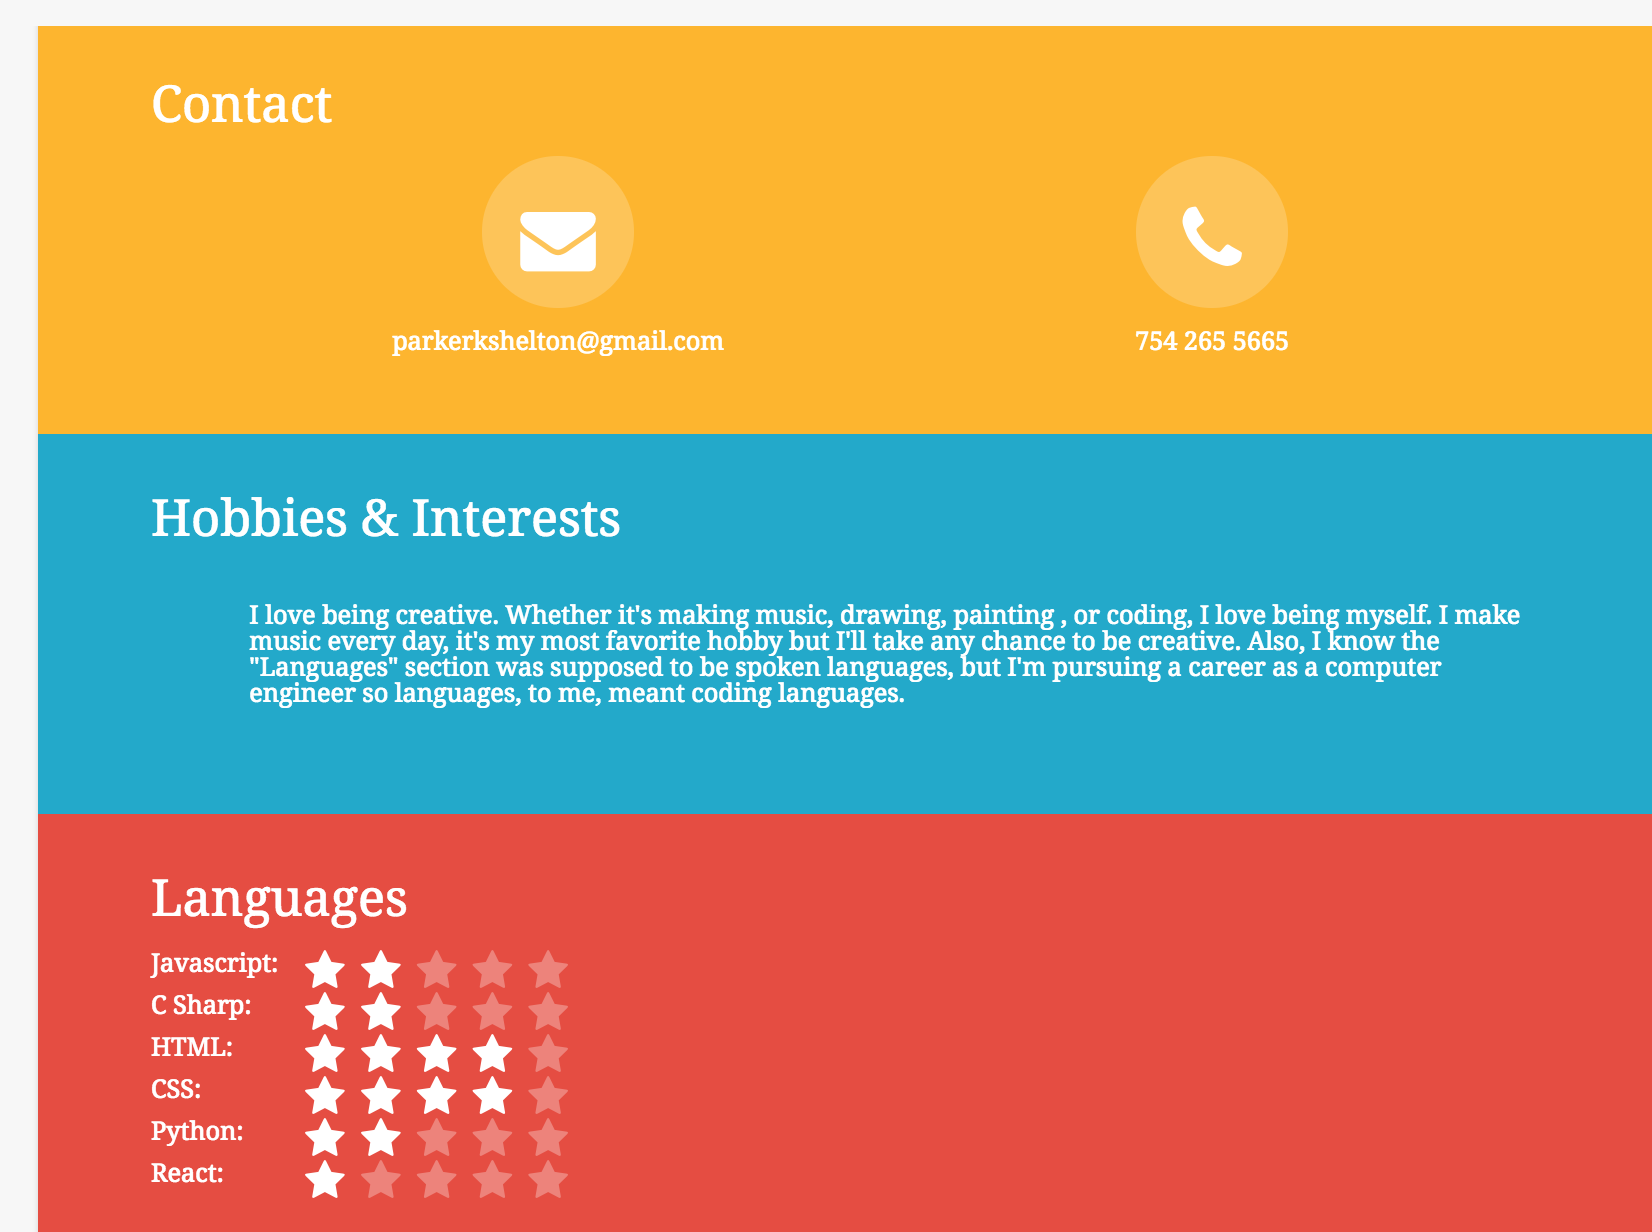 Contact
parkerkshelton@gmail.com
754 265 5665
Hobbies & Interests
I love being creative. Whether it's making music, drawing, painting , or coding, I love being myself. I make
music every day, it's my most favorite hobby but I'll take any chance to be creative. Also, I know the
"Languages" section was supposed to be spoken languages, but I'm pursuing a career as a computer
engineer so languages, to me, meant coding languages.
Languages
Javascript:
C Sharp:
HTML:
CSS:
Python:
React: